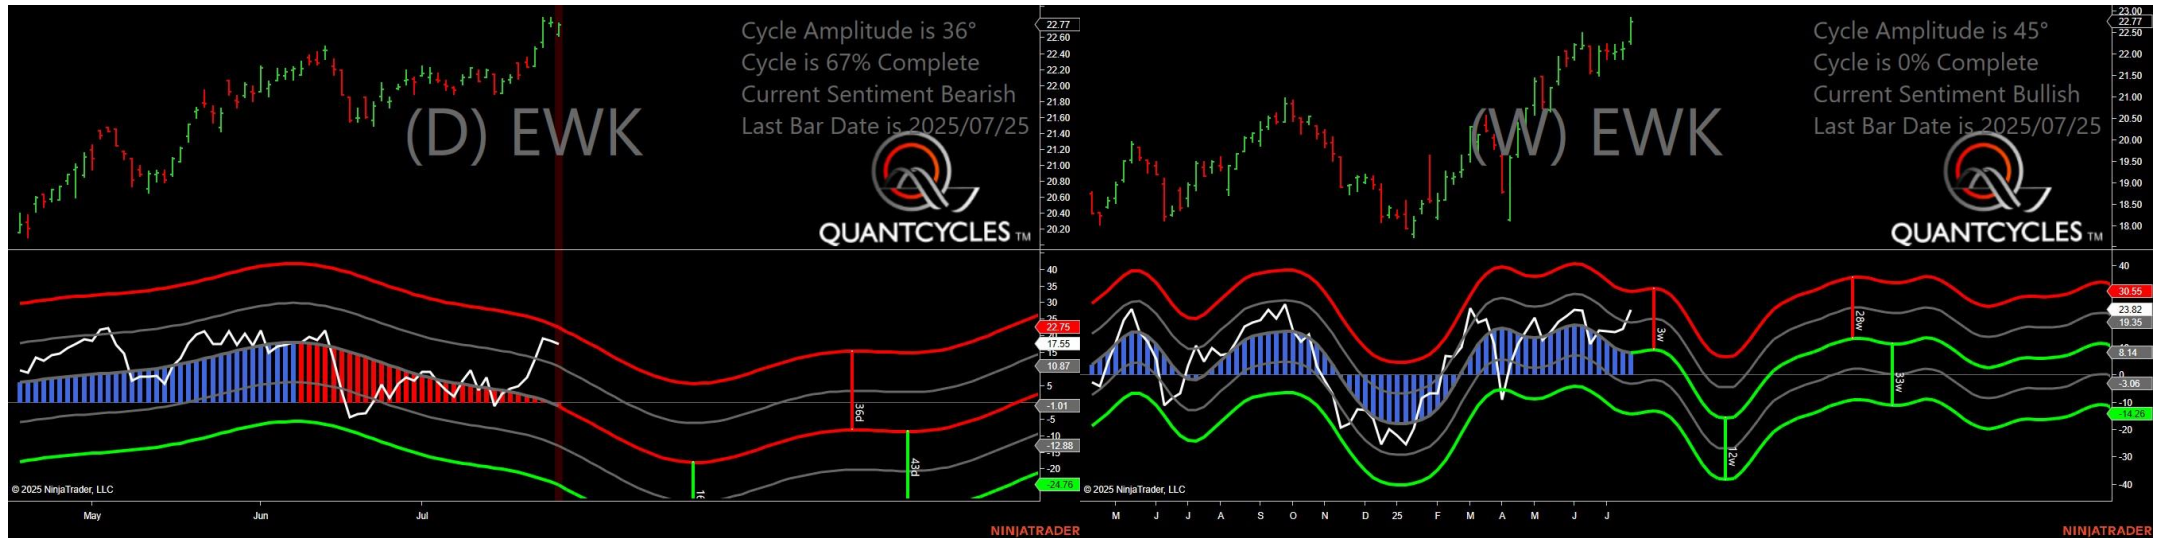 Cycle Amplitude is 36°
Cycle is 67% Complete
Current Sentiment Bearish
Last Bar Date is 2025/07/25
(D) EWK
QUANTCYCLES TM
22.77
22.60
22.40
22.20
22.00
21.80
21.60
21.40
21.20
21.00
20.80
20.60
20.40
20.20
40
35
30
25
22.75
17.55
15
10.87
5
-1.01
-5
-10
-12.88
-15
-20
-24.76
36d
43d
© 2025 NinjaTrader, LLC
May Jun Jul
NINJATRADER
Cycle Amplitude is 45°
Cycle is 0% Complete
Current Sentiment Bullish
Last Bar Date is 2025/07/25
(W) EWK
QUANTCYCLES TM
23.00
22.77
22.50
22.00
21.50
21.00
20.50
20.00
19.50
19.00
18.50
18.00
40
30.55
23.82
19.35
8.14
0
-3.06
-10
-14.26
-20
-30
-40
3w
12w
28w
33w
© 2025 NinjaTrader, LLC
M J J A S O N D 25 F M A M J J
NINJATRADER